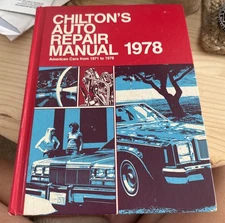 CHILTON'S
AUTO
REPAIR
MANUAL 1978
American Cars from 1971 to 1978